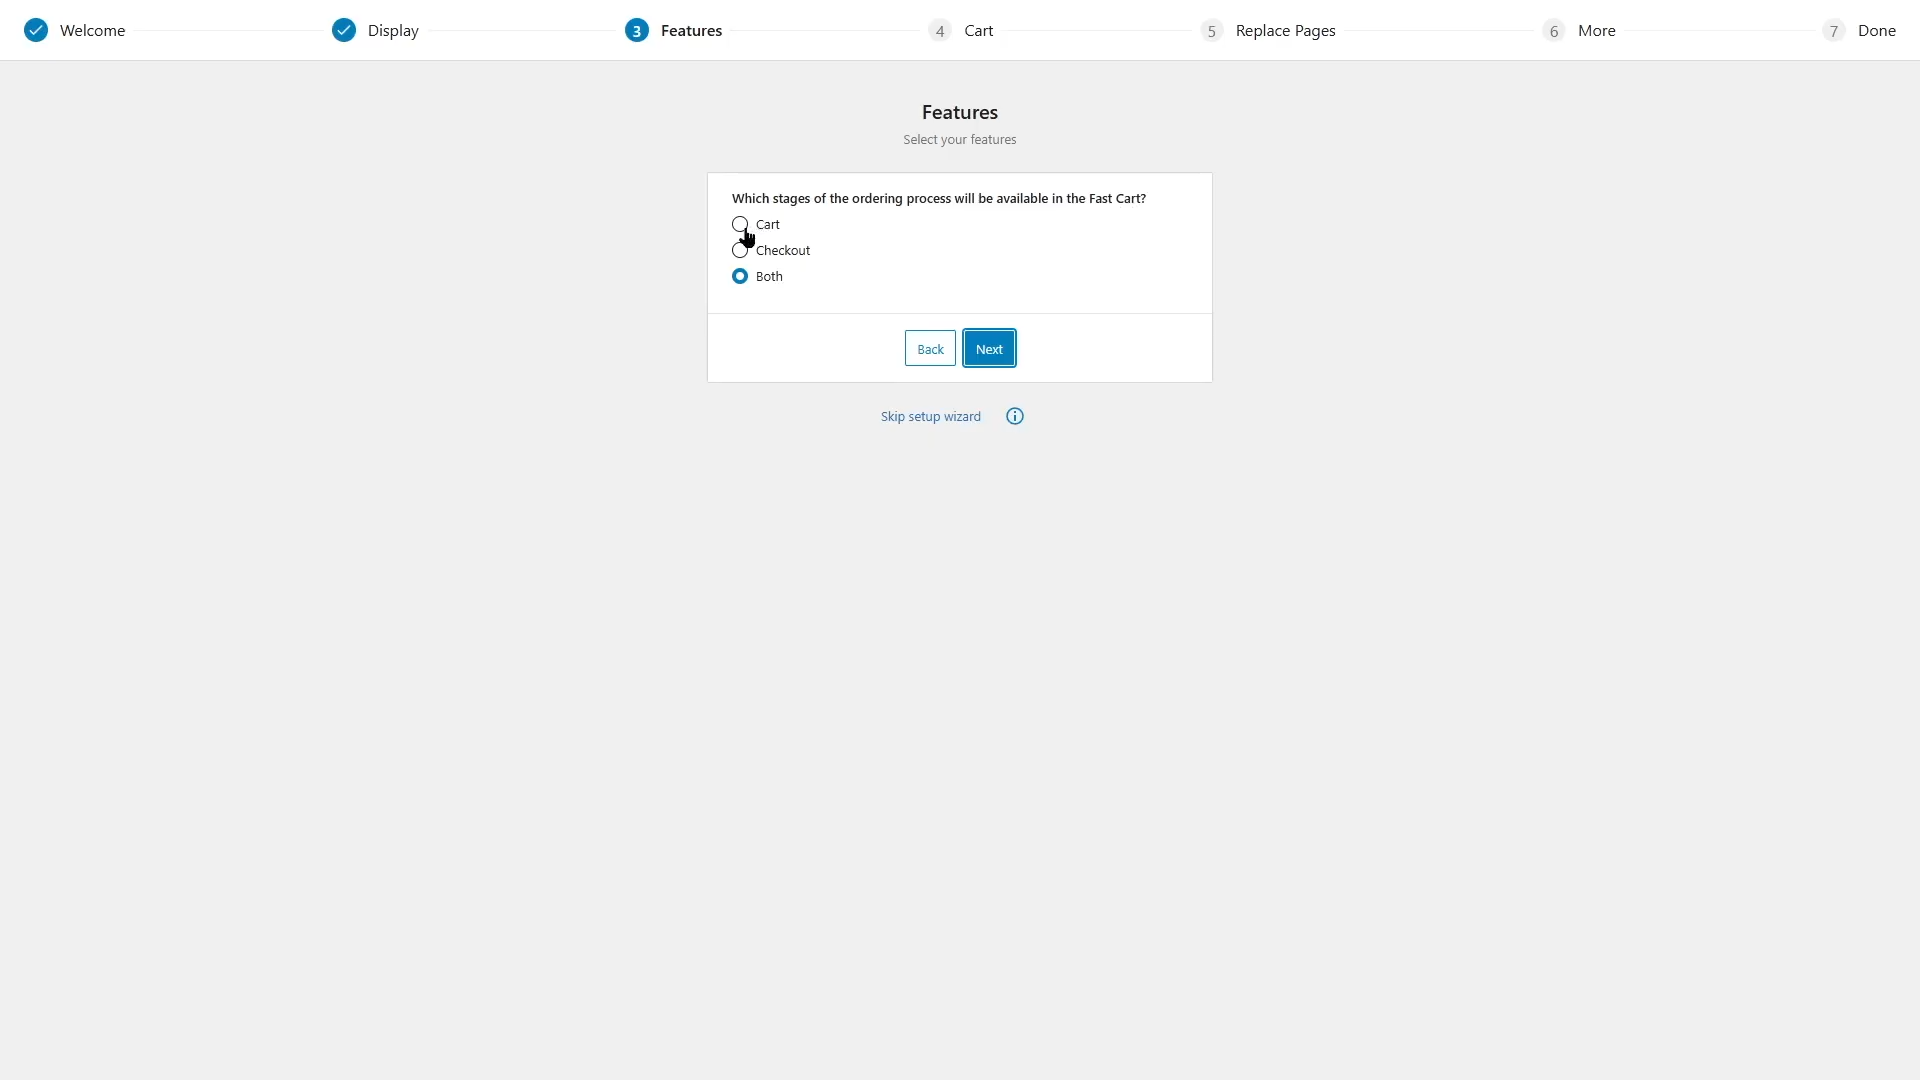 Welcome
Display
3 Features
4 Cart
5 Replace Pages
6 More
7 Done
Features
Select your features
Which stages of the ordering process will be available in the Fast Cart?
Cart
Checkout
Both
Back
Next
Skip setup wizard